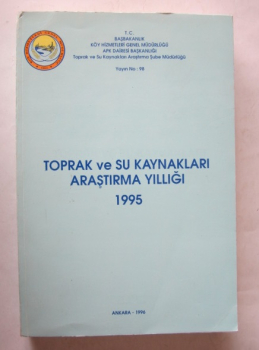 T.C.
BAŞBAKANLIK
KÖY HİZMETLERİ GENEL MÜDÜRLÜĞÜ
APK DAİRESİ BAŞKANLIĞI
Toprak ve Su Kaynakları Araştırma Şube Müdürlüğü
Yayın No : 98
TOPRAK ve SU KAYNAKLARI
ARAŞTIRMA YILLIĞI
1995
ANKARA - 1996